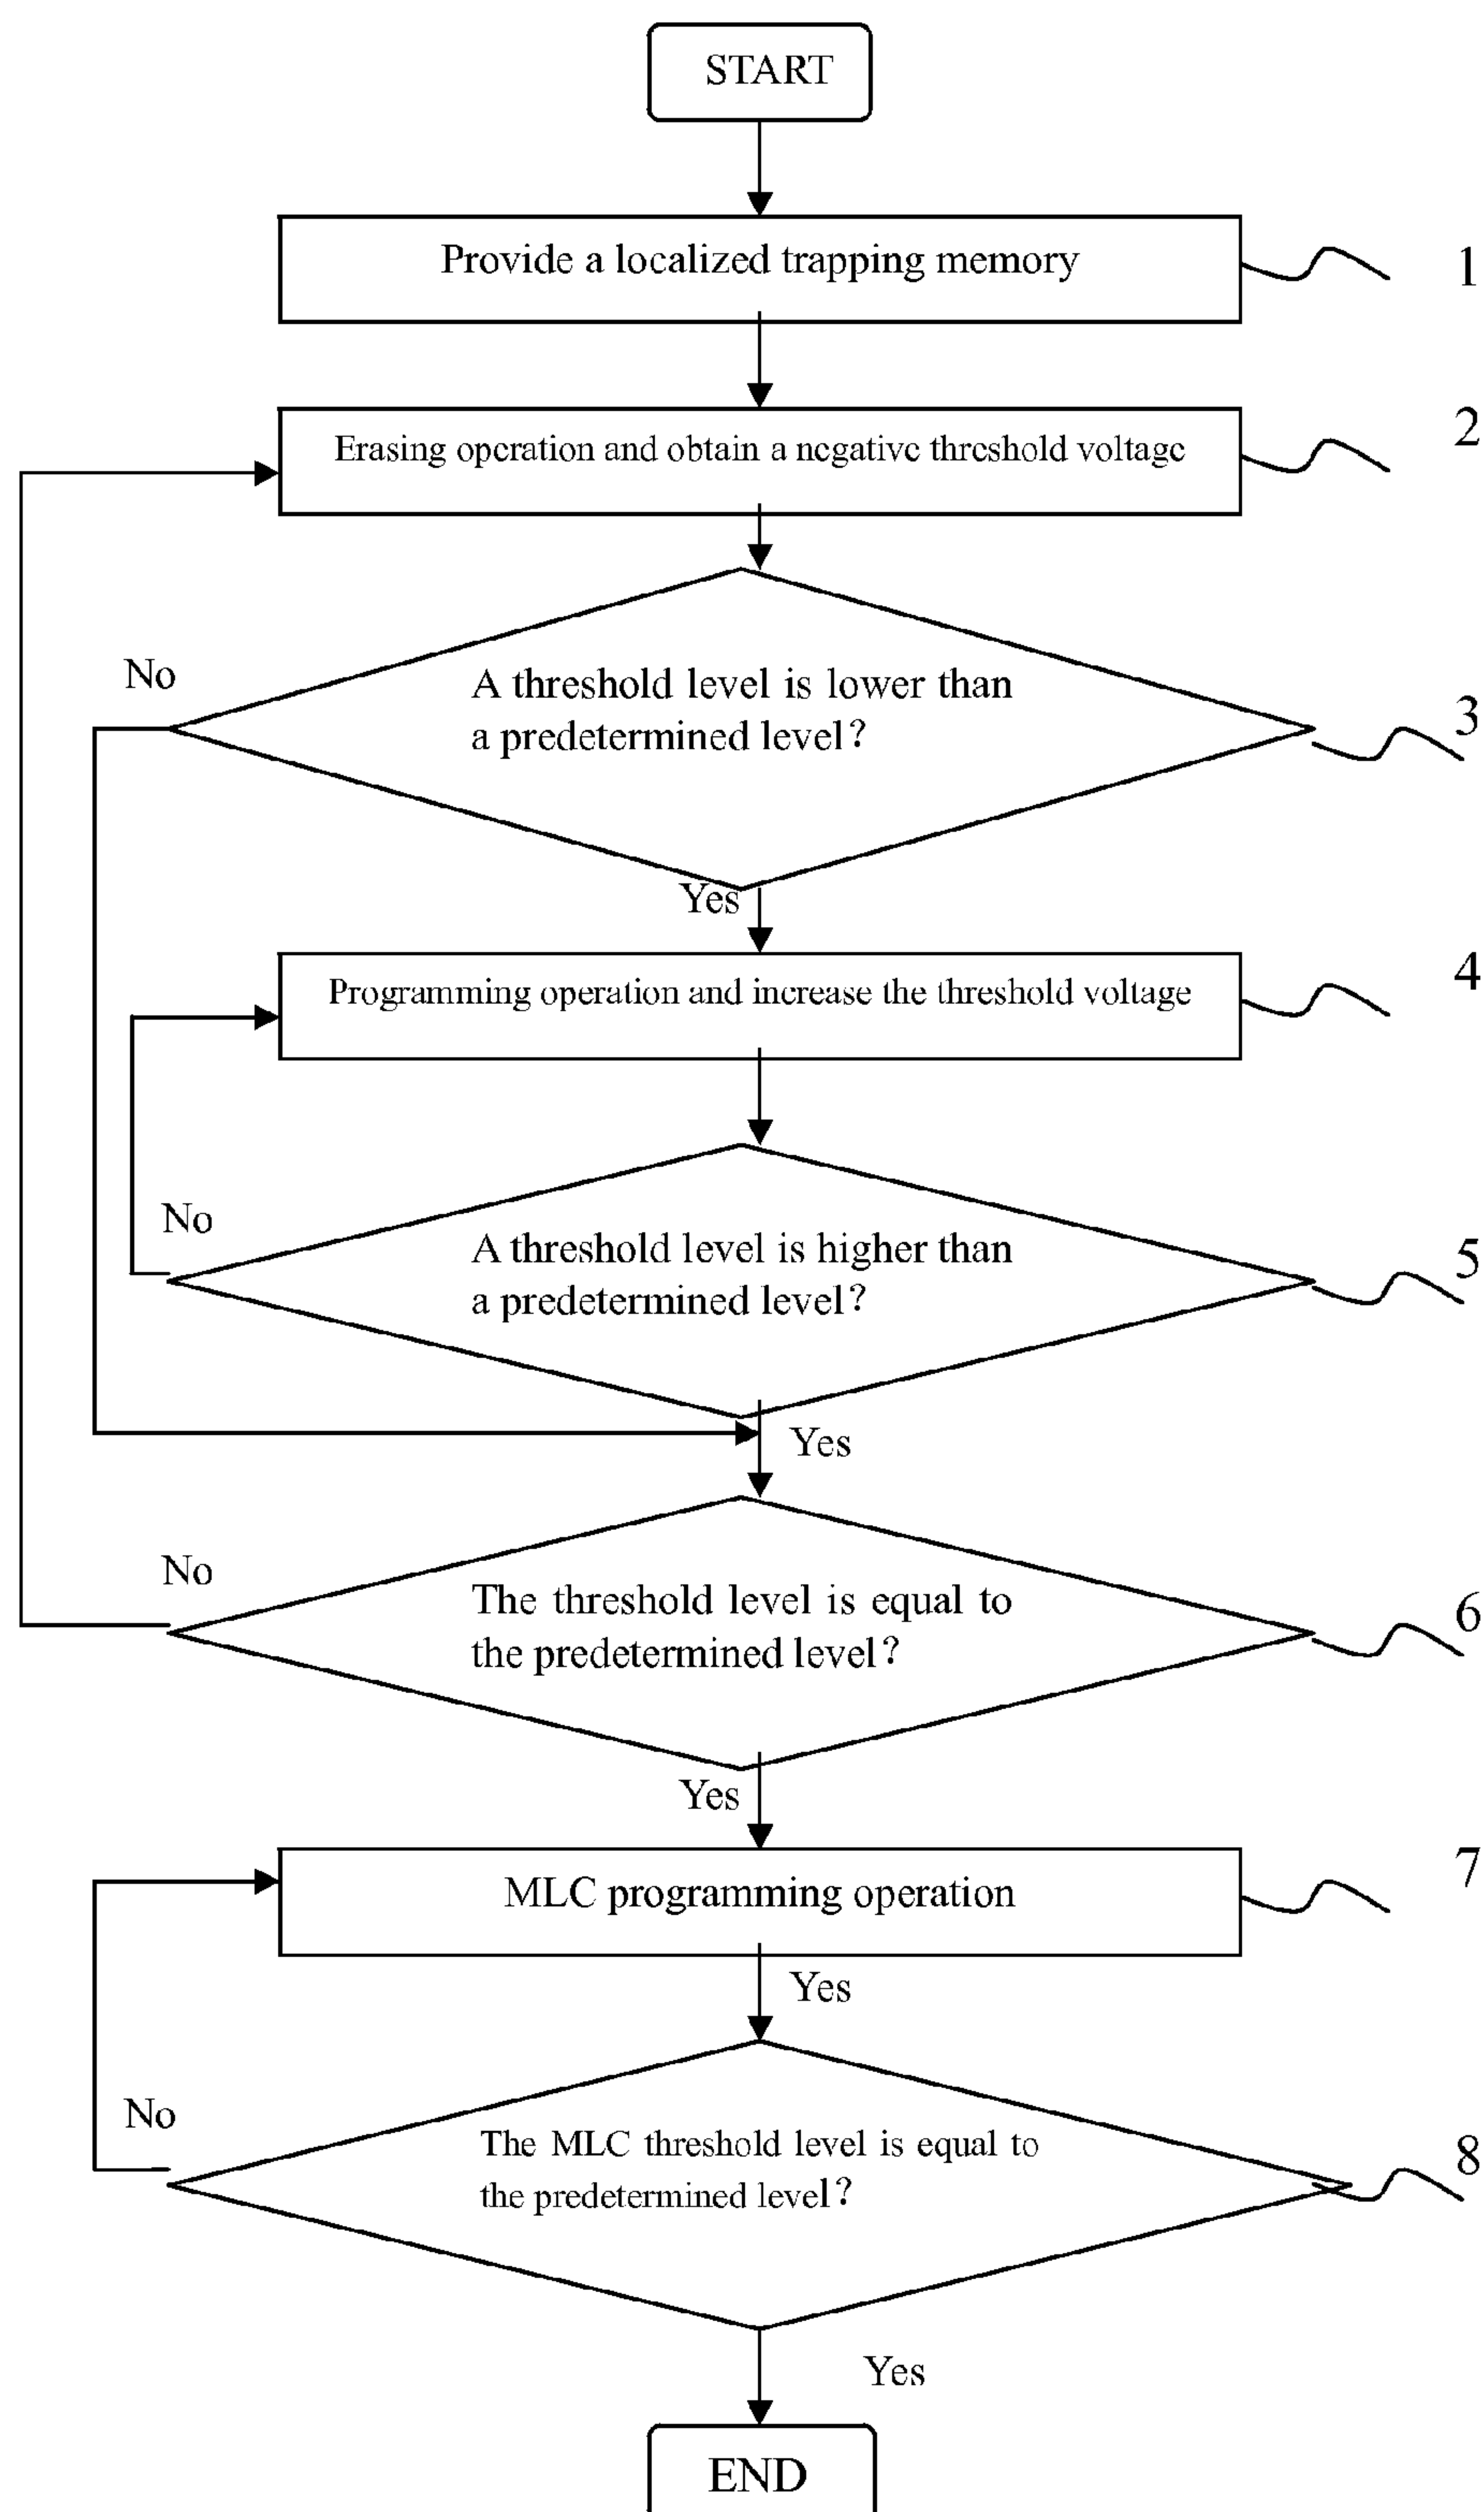 START
Provide a localized trapping memory
1
Erasing operation and obtain a negative threshold voltage
2
No
A threshold level is lower than
a predetermined level?
3
Yes
Programming operation and increase the threshold voltage
4
No
A threshold level is higher than
a predetermined level?
5
Yes
No
The threshold level is equal to
the predetermined level?
6
Yes
MLC programming operation
7
Yes
No
The MLC threshold level is equal to
the predetermined level?
8
Yes
END